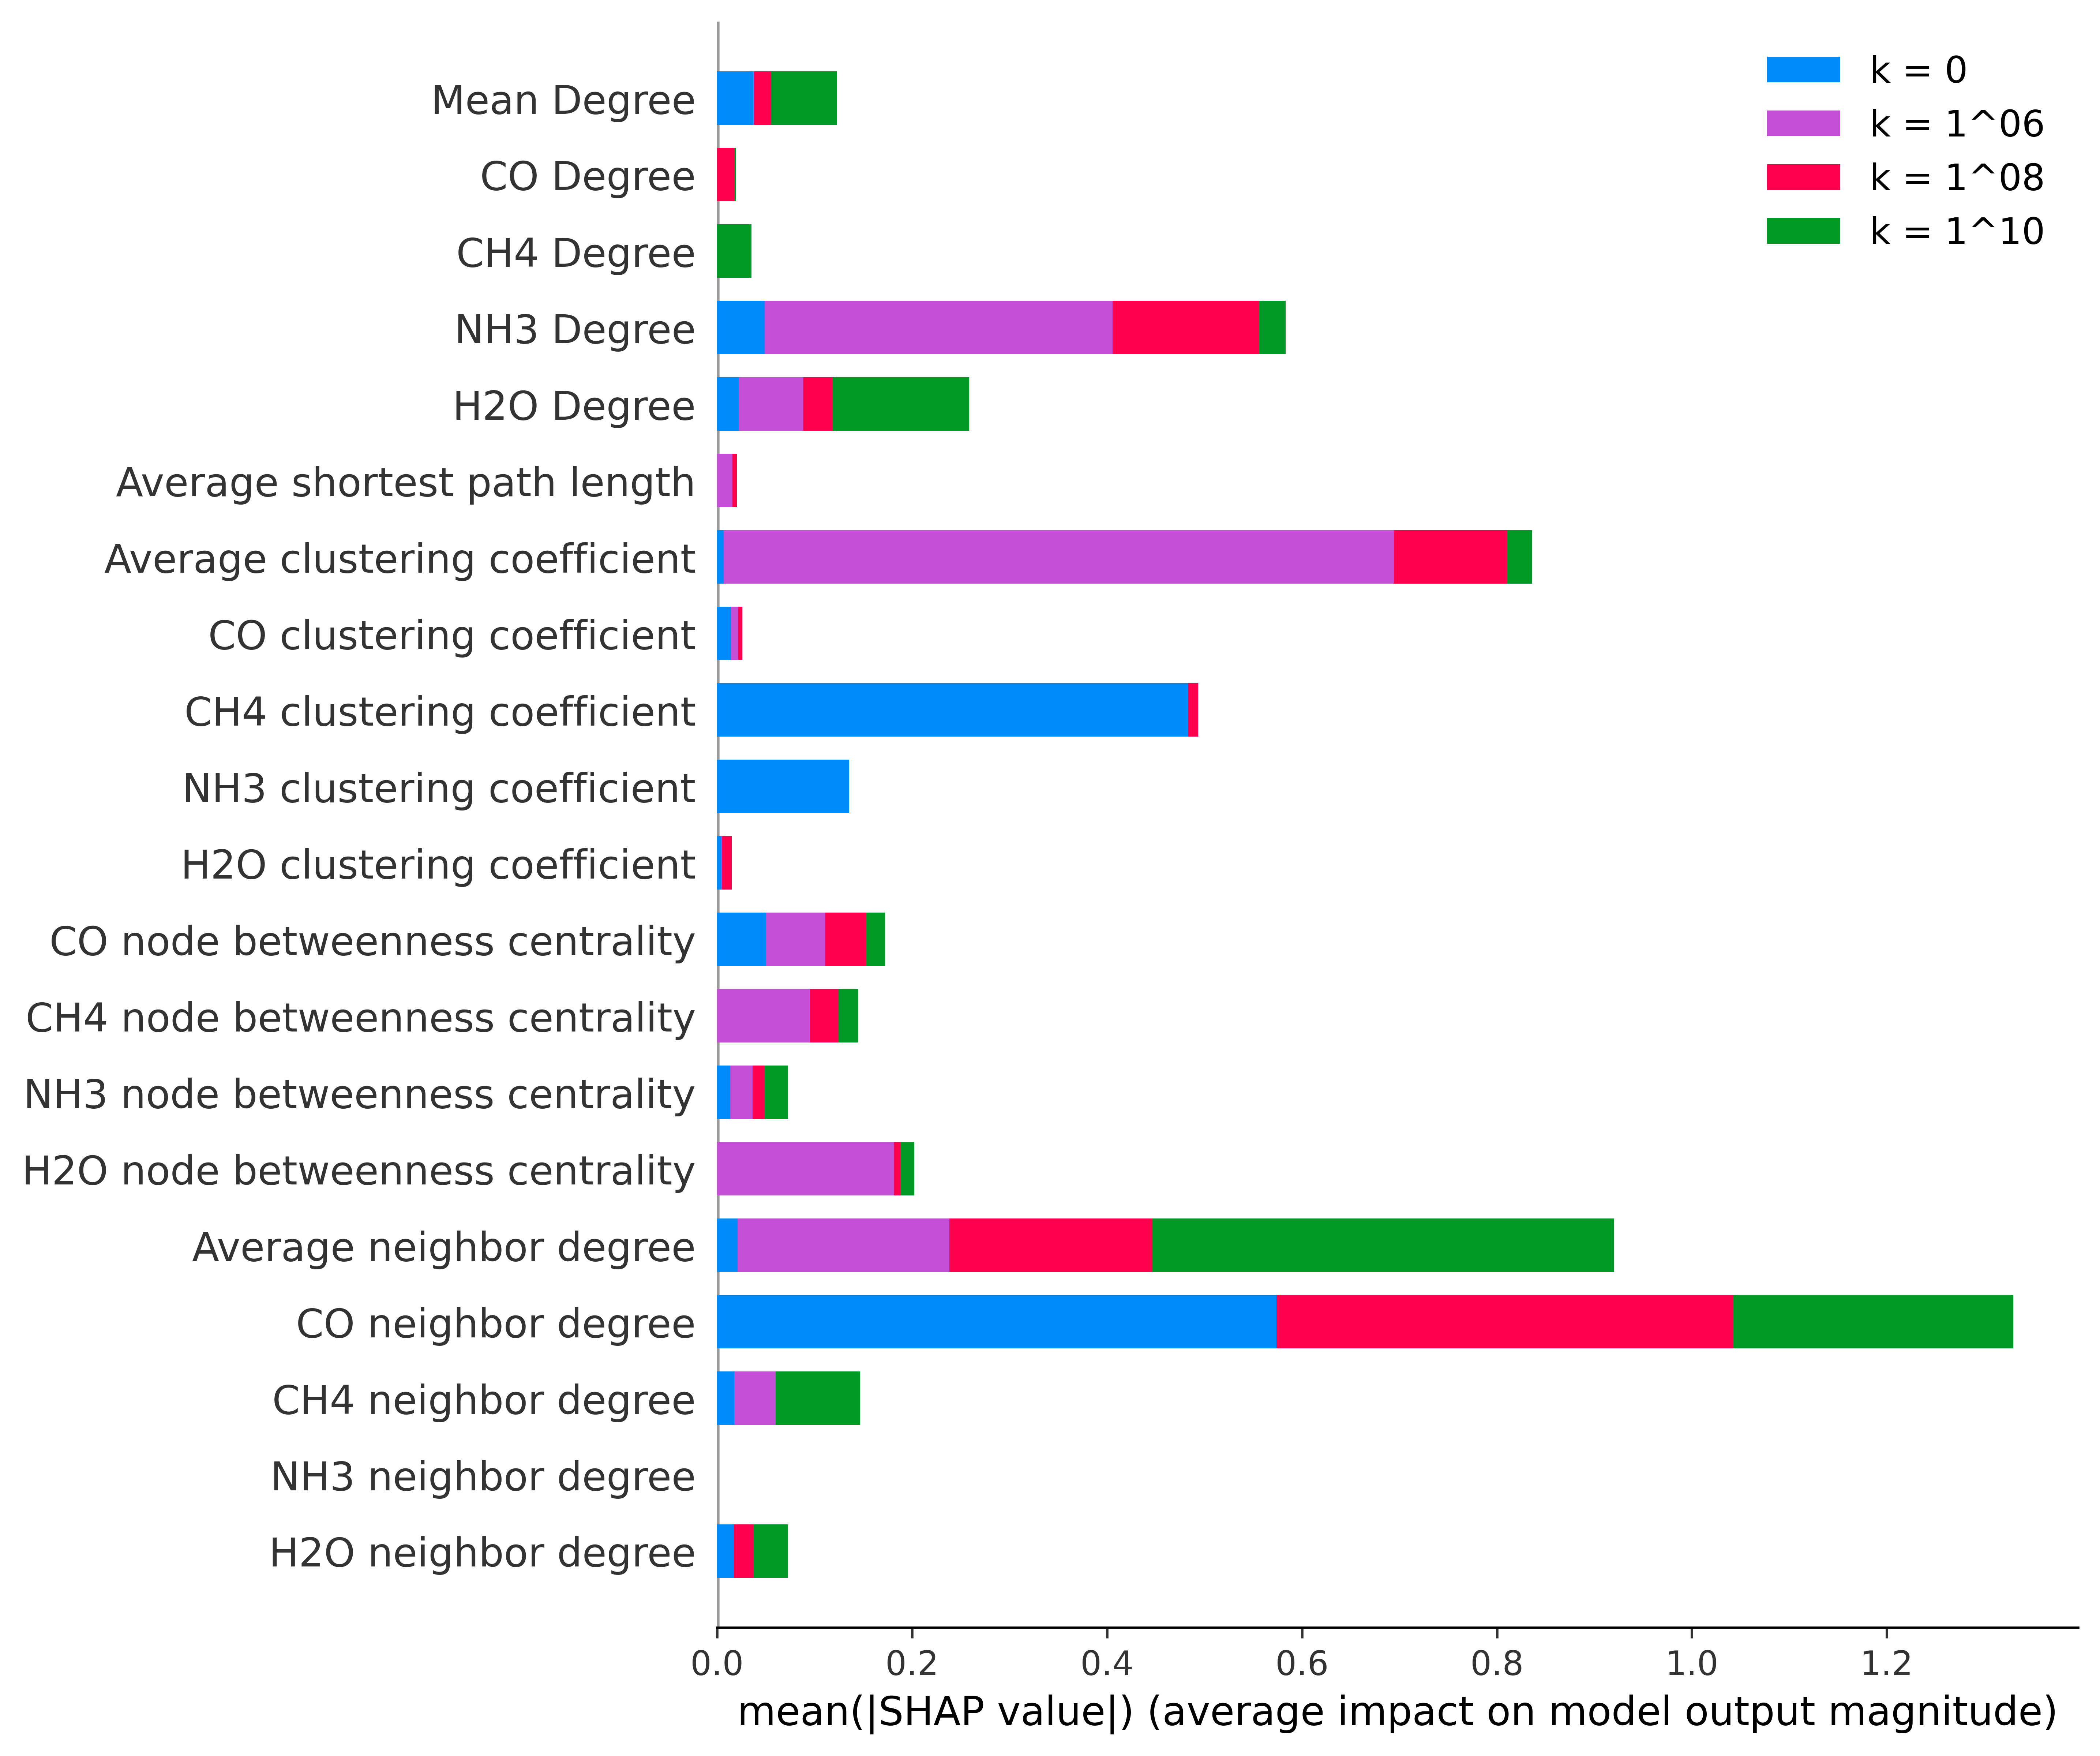 k = 0
k = 1^06
k = 1^08
k = 1^10
Mean Degree
CO Degree
CH4 Degree
NH3 Degree
H2O Degree
Average shortest path length
Average clustering coefficient
CO clustering coefficient
CH4 clustering coefficient
NH3 clustering coefficient
H2O clustering coefficient
CO node betweenness centrality
CH4 node betweenness centrality
NH3 node betweenness centrality
H2O node betweenness centrality
Average neighbor degree
CO neighbor degree
CH4 neighbor degree
NH3 neighbor degree
H2O neighbor degree
0.0 0.2 0.4 0.6 0.8 1.0 1.2
mean(|SHAP value|) (average impact on model output magnitude)